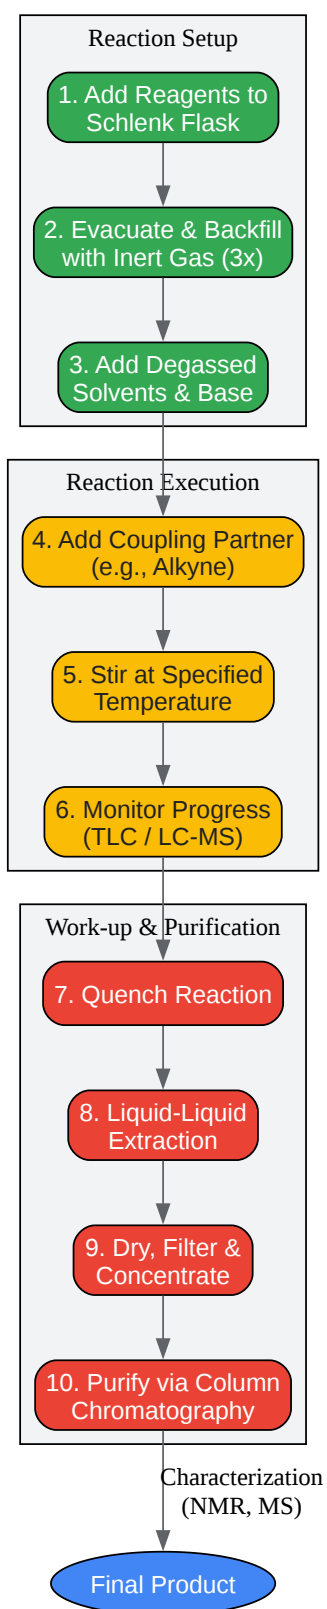 Reaction Setup
1. Add Reagents to
Schlenk Flask
2. Evacuate & Backfill
with Inert Gas (3x)
3. Add Degassed
Solvents & Base
Reaction Execution
4. Add Coupling Partner
(e.g., Alkyne)
5. Stir at Specified
Temperature
6. Monitor Progress
(TLC / LC-MS)
Work-up & Purification
7. Quench Reaction
8. Liquid-Liquid
Extraction
9. Dry, Filter &
Concentrate
10. Purify via Column
Chromatography
Characterization
(NMR, MS)
Final Product